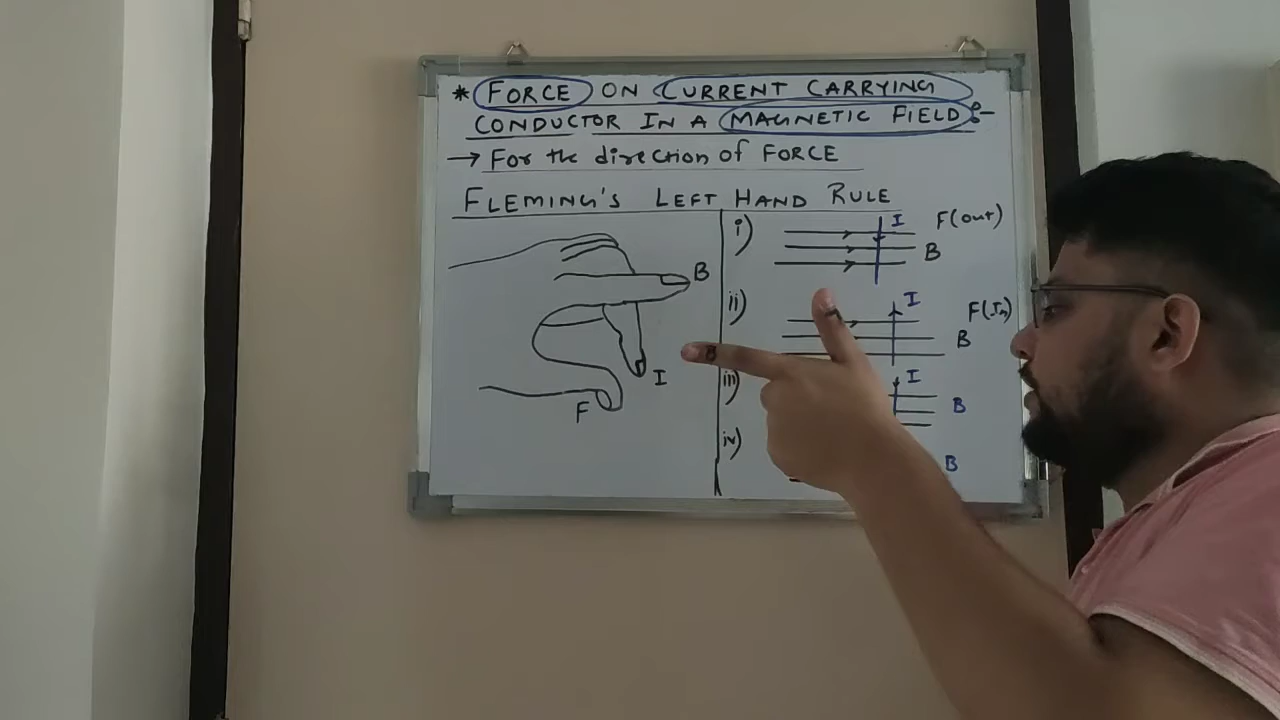 * FORCE ON CURRENT CARRYING
CONDUCTOR IN A MAGNETIC FIELD :-
→ For the direction of FORCE
FLEMING'S LEFT HAND RULE
B
I
F
i) I F(out)
B
ii) I F(In)
B
iii) I
B
iv) B